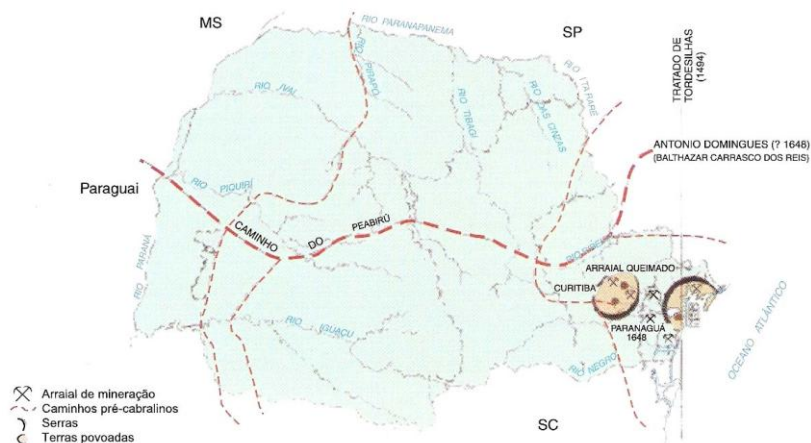 MS
SP
RIO PARANAPANEMA
RIO PIRAPÓ
RIO ITARARÉ
TRATADO DE
TORDESILHAS
(1494)
RIO IVAÍ
RIO TIBAGI
RIO DAS CINZAS
ANTONIO DOMINGUES (? 1648)
(BALTHAZAR CARRASCO DOS REIS)
Paraguai
RIO PIQUIRÍ
CAMINHO DO PEABIRÚ
RIO PARANÁ
ARRAIAL QUEIMADO
CURITIBA
PARANAGUÁ
1648
RIO IGUAÇU
RIO NEGRO
OCEANO ATLÂNTICO
SC
Arraial de mineração
Caminhos pré-cabralinos
Serras
Terras povoadas